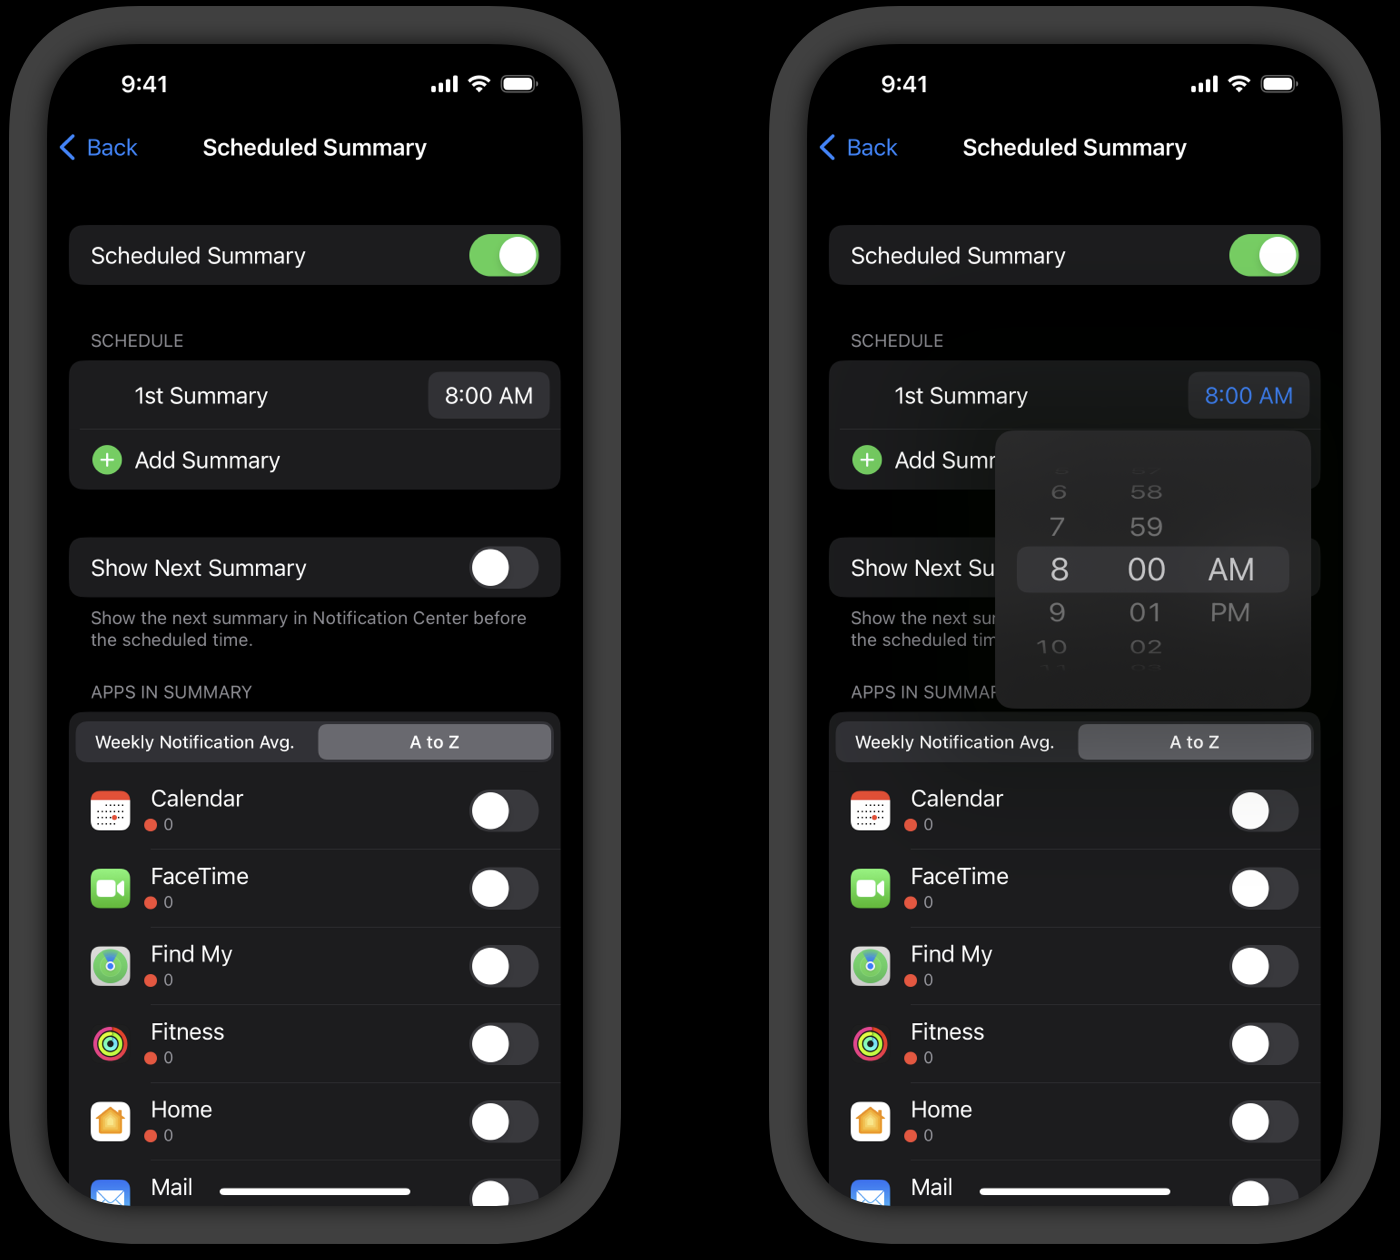 9:41
Back
Scheduled Summary
Scheduled Summary
SCHEDULE
1st Summary
8:00 AM
Add Summary
Show Next Summary
Show the next summary in Notification Center before
the scheduled time.
APPS IN SUMMARY
Weekly Notification Avg.
A to Z
Calendar
0
FaceTime
0
Find My
0
Fitness
0
Home
0
Mail
9:41
Back
Scheduled Summary
Scheduled Summary
SCHEDULE
1st Summary
8:00 AM
Add Summ
6 58
7 59
8 00 AM
9 01 PM
10 02
Show Next Su
Show the next sur
the scheduled tim
APPS IN SUMMAR
Weekly Notification Avg.
A to Z
Calendar
0
FaceTime
0
Find My
0
Fitness
0
Home
0
Mail